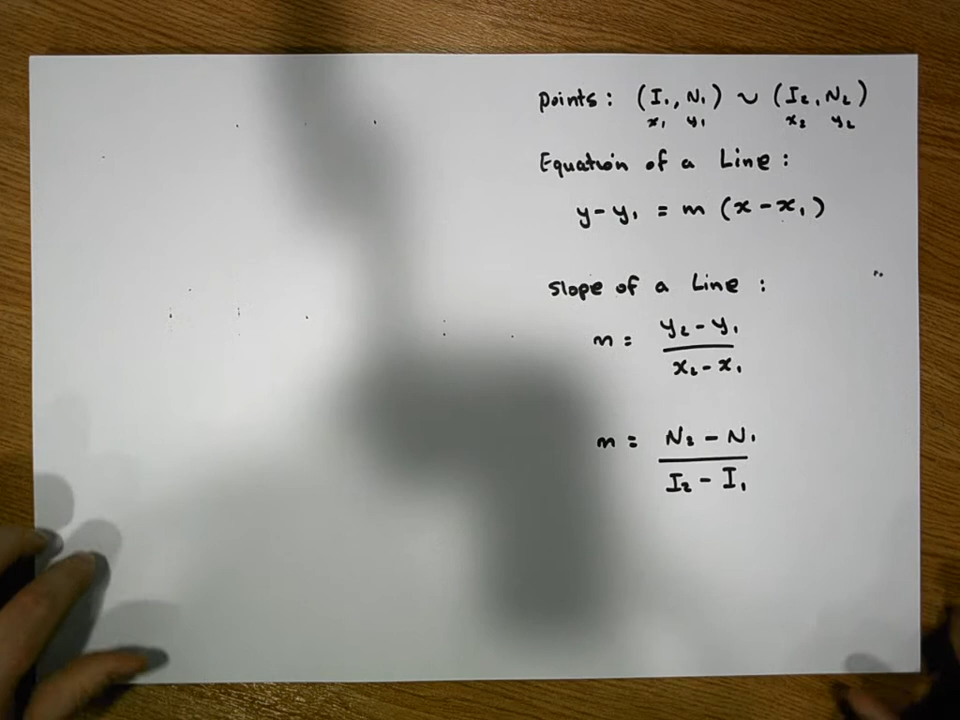 Points: (I₁, N₁) ~ (I₂, N₂)
x₁ y₁ x₂ y₂
Equation of a Line:
y - y₁ = m (x - x₁)
Slope of a Line:
m = y₂ - y₁ / x₂ - x₁
m = N₂ - N₁ / I₂ - I₁